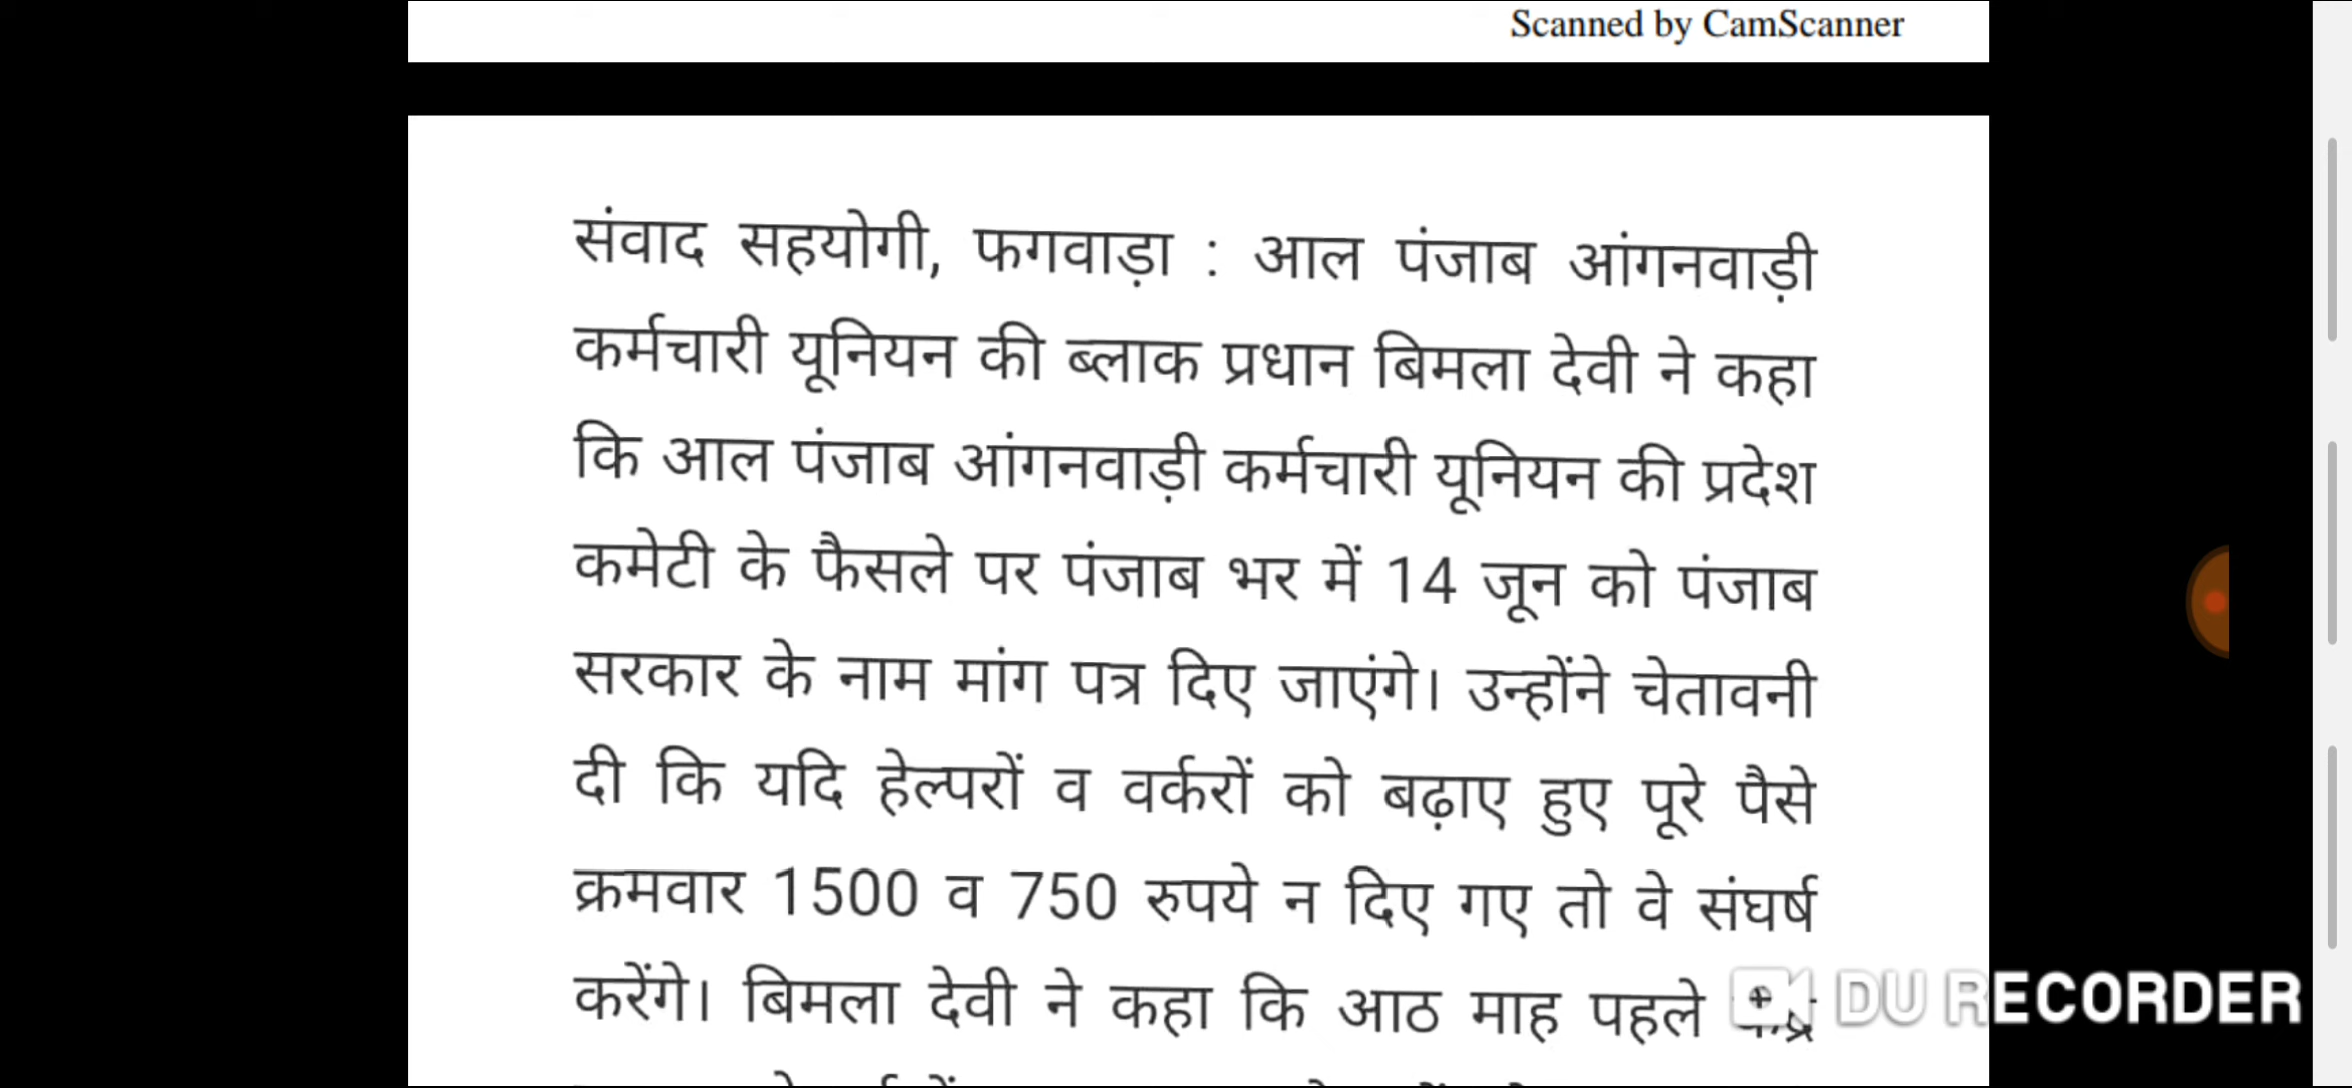 Scanned by CamScanner
संवाद सहयोगी, फगवाड़ा : आल पंजाब आंगनवाड़ी
कर्मचारी यूनियन की ब्लाक प्रधान बिमला देवी ने कहा
कि आल पंजाब आंगनवाड़ी कर्मचारी यूनियन की प्रदेश
कमेटी के फैसले पर पंजाब भर में 14 जून को पंजाब
सरकार के नाम मांग पत्र दिए जाएंगे। उन्होंने चेतावनी
दी कि यदि हेल्परों व वर्करों को बढ़ाए हुए पूरे पैसे
क्रमवार 1500 व 750 रुपये न दिए गए तो वे संघर्ष
करेंगे। बिमला देवी ने कहा कि आठ माह पहले
DU RECORDER